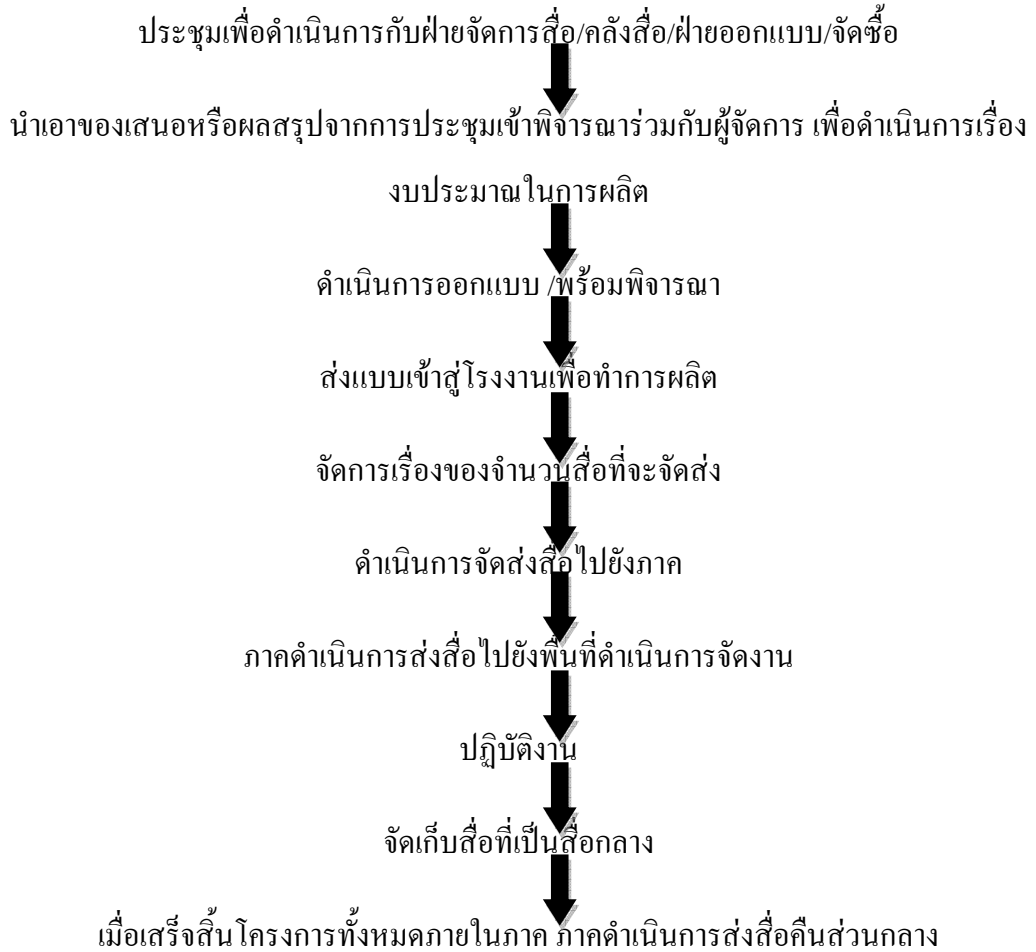 ประชุมเพื่อดำเนินการกับฝ่ายจัดการสื่อ/คลังสื่อ/ฝ่ายออกแบบ/จัดซื้อ
นำเอาของเสนอหรือผลสรุปจากการประชุมเข้าพิจารณาร่วมกับผู้จัดการ เพื่อดำเนินการเรื่อง
งบประมาณในการผลิต
ดำเนินการออกแบบ /พร้อมพิจารณา
ส่งแบบเข้าสู่โรงงานเพื่อทำการผลิต
จัดการเรื่องของจำนวนสื่อที่จะจัดส่ง
ดำเนินการจัดส่งสื่อไปยังภาค
ภาคดำเนินการส่งสื่อไปยังพื้นที่ดำเนินการจัดงาน
ปฏิบัติงาน
จัดเก็บสื่อที่เป็นสื่อกลาง
เมื่อเสร็จสิ้นโครงการทั้งหมดภายในภาค ภาคดำเนินการส่งสื่อคืนส่วนกลาง